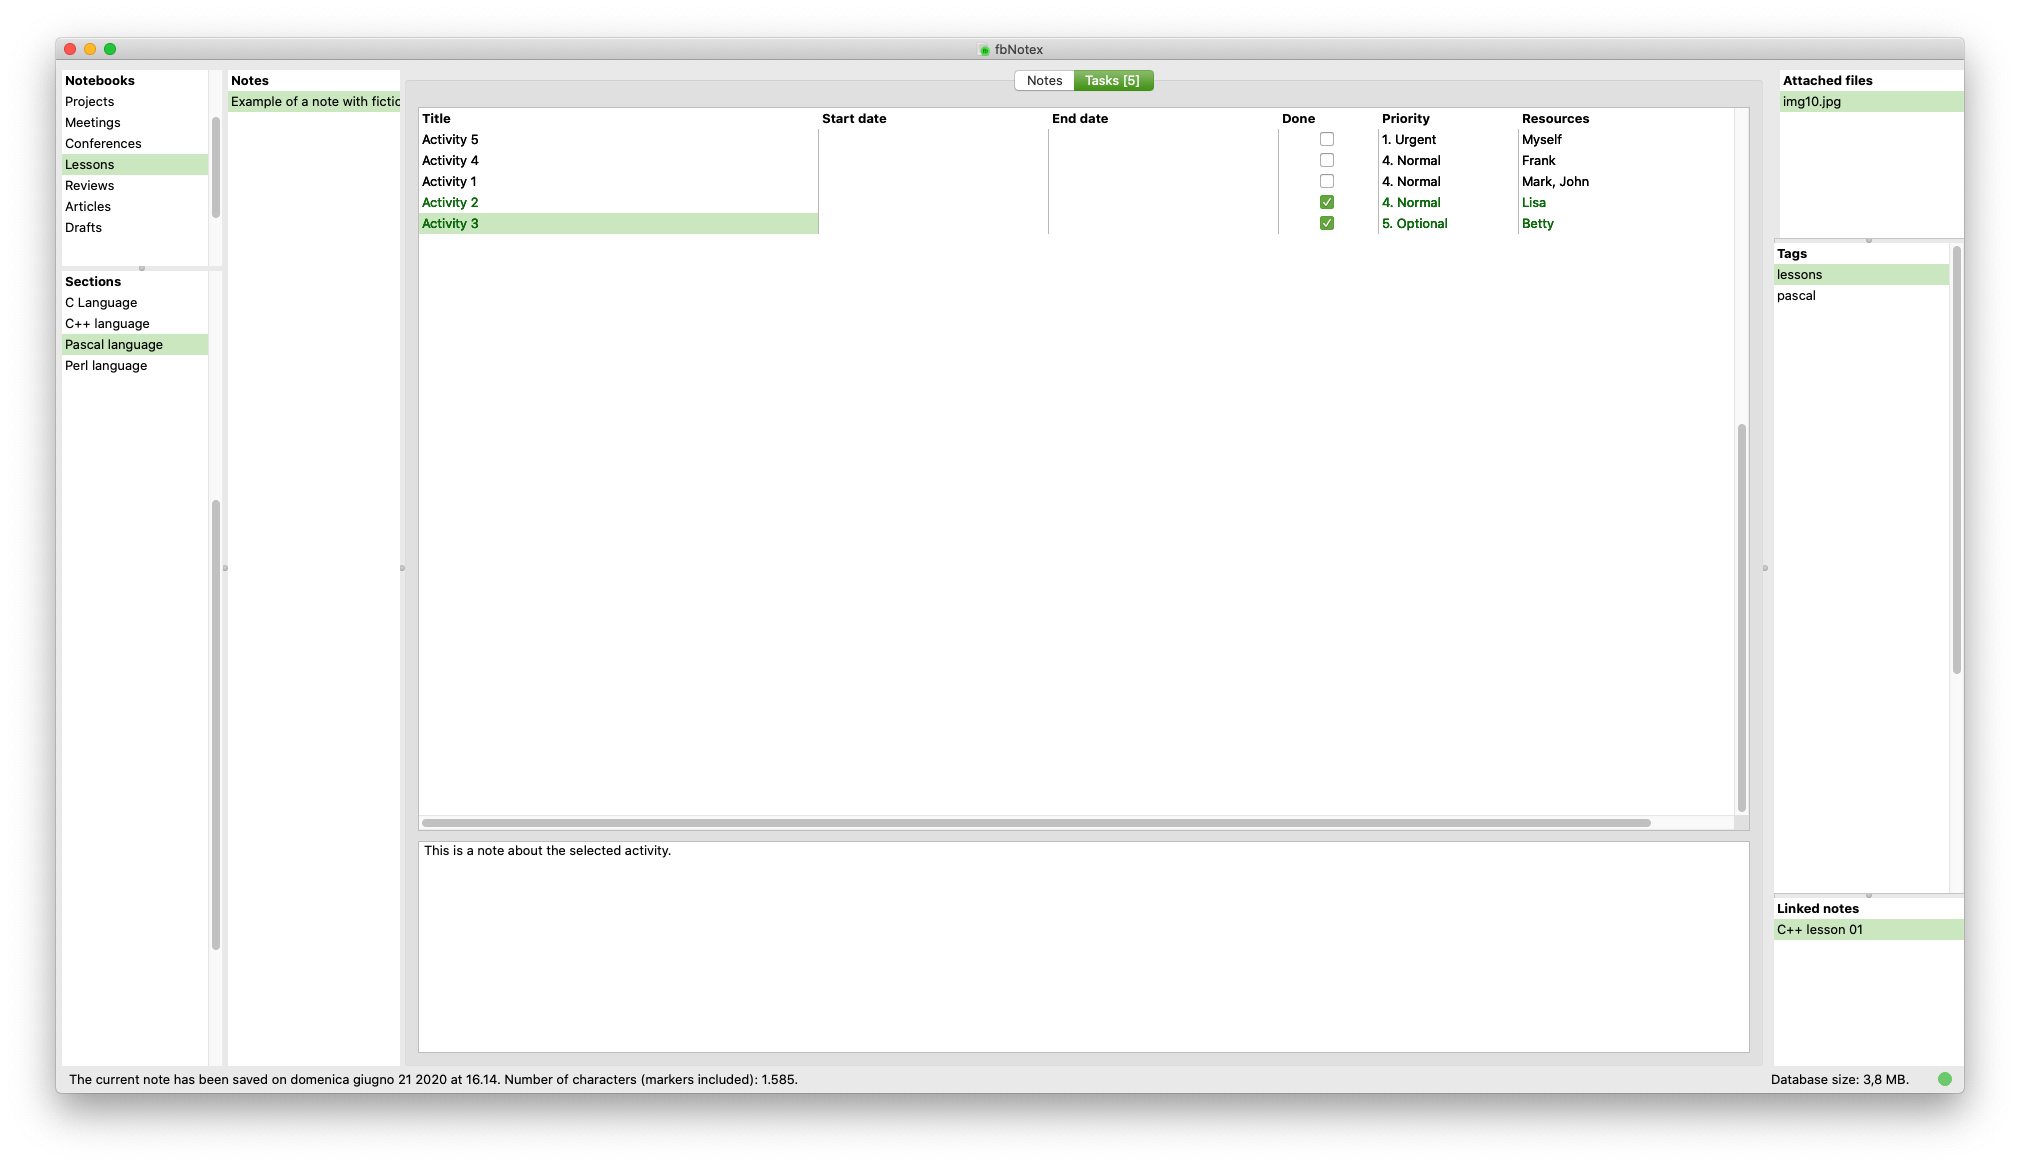 fbNotex
Notebooks
Projects
Meetings
Conferences
Lessons
Reviews
Articles
Drafts
Sections
C Language
C++ language
Pascal language
Perl language
Notes
Example of a note with fictic
Notes Tasks [5]
Title Start date End date Done Priority Resources
Activity 5 1. Urgent Myself
Activity 4 4. Normal Frank
Activity 1 4. Normal Mark, John
Activity 2 4. Normal Lisa
Activity 3 5. Optional Betty
This is a note about the selected activity.
Attached files
img10.jpg
Tags
lessons
pascal
Linked notes
C++ lesson 01
The current note has been saved on domenica giugno 21 2020 at 16.14. Number of characters (markers included): 1.585.
Database size: 3,8 MB.